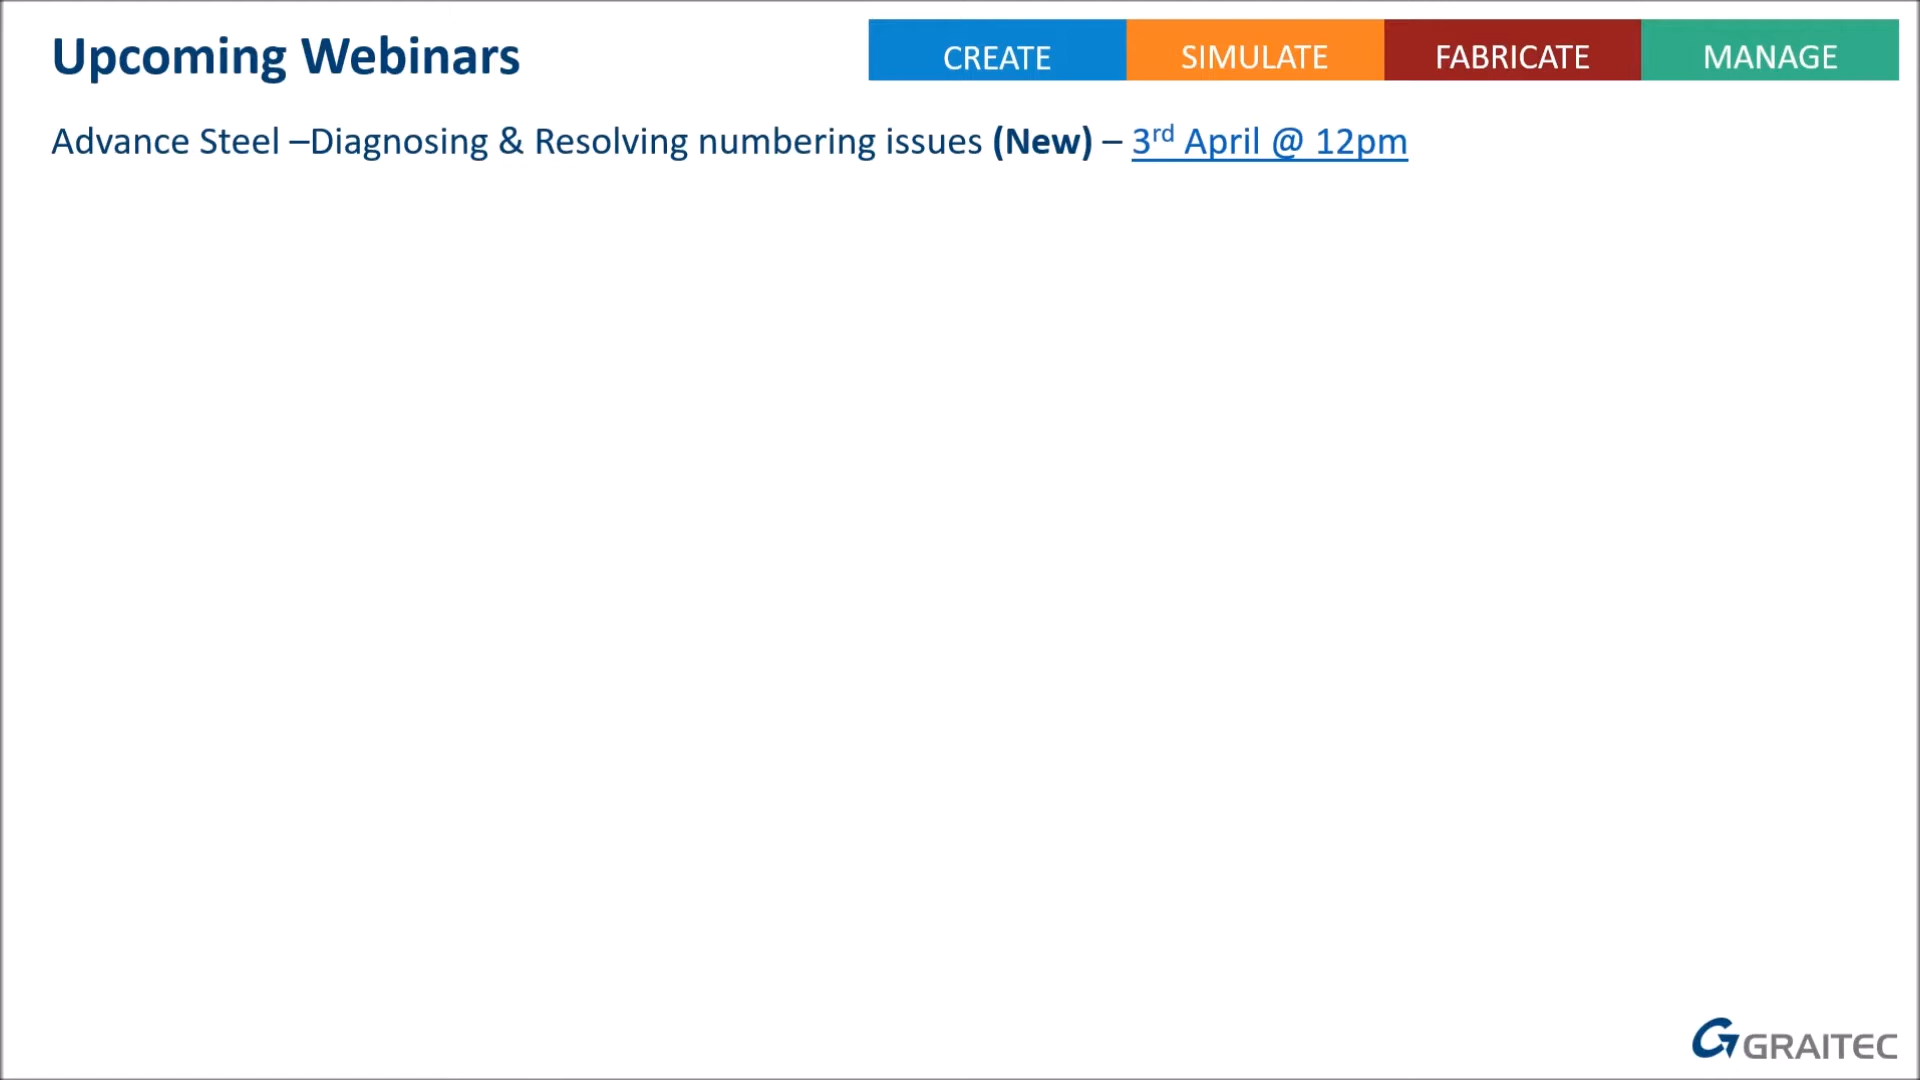 Upcoming Webinars
CREATE SIMULATE FABRICATE MANAGE
Advance Steel –Diagnosing & Resolving numbering issues (New) – 3rd April @ 12pm
GRAITEC